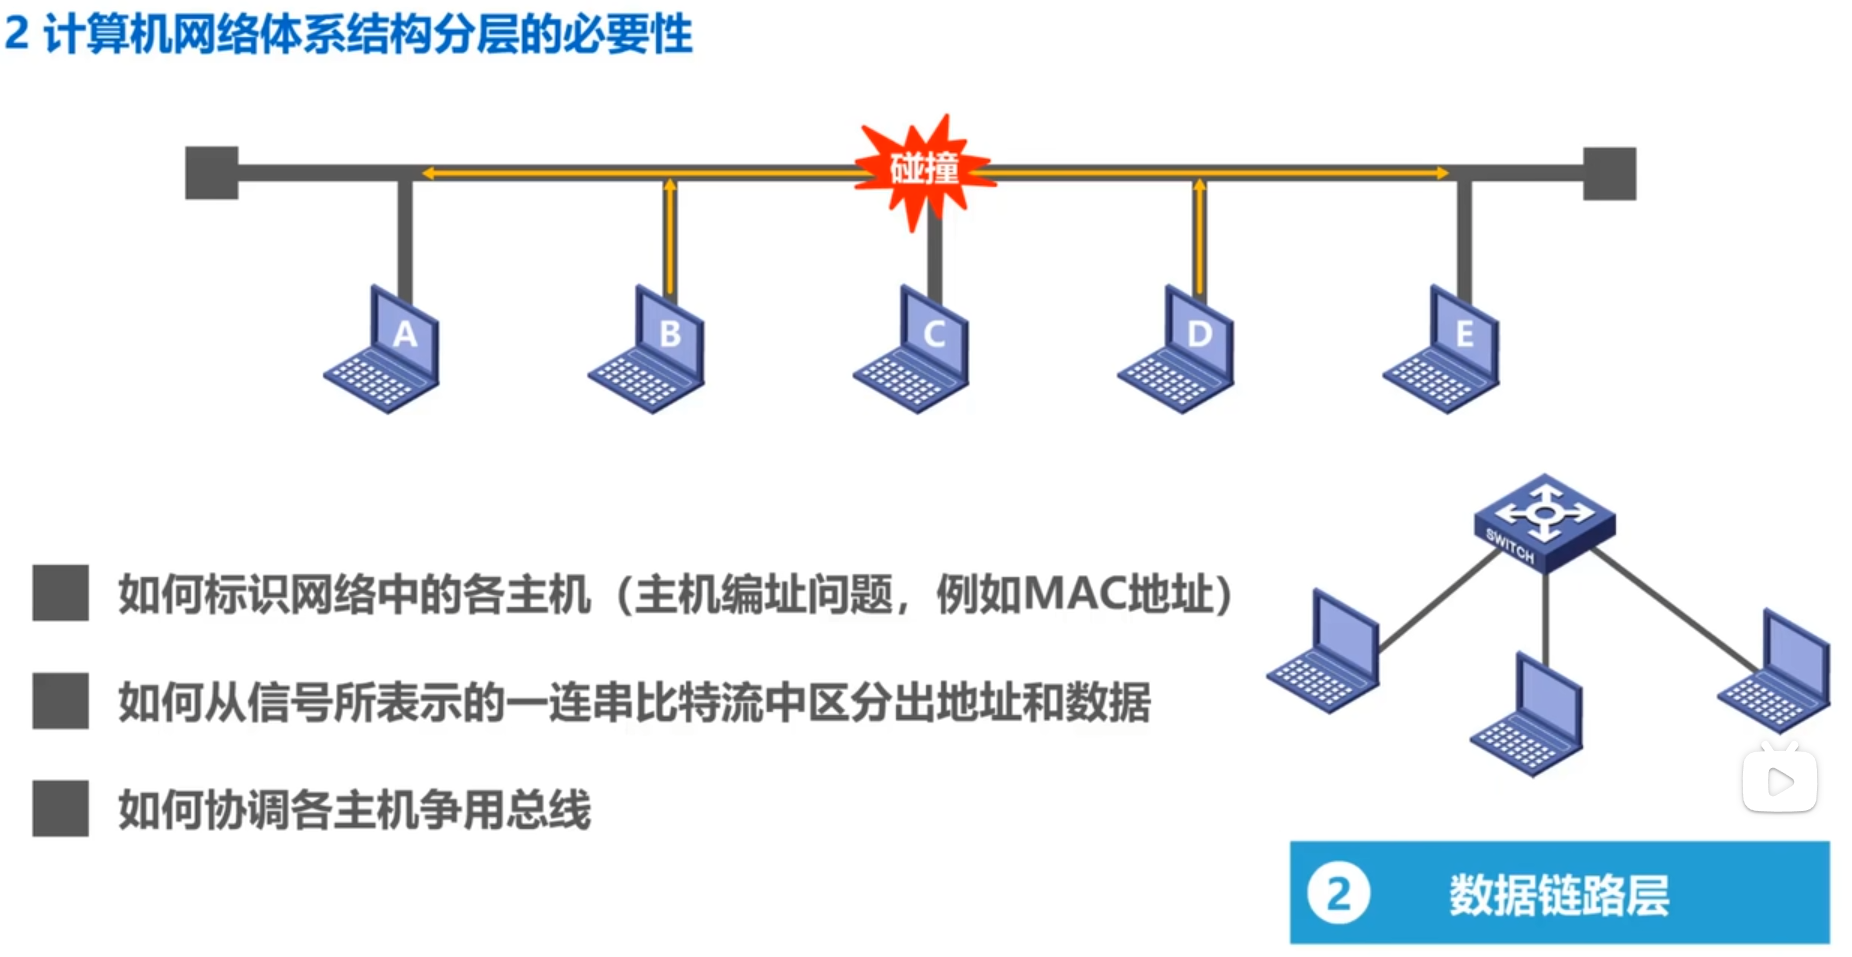 2 计算机网络体系结构分层的必要性
碰撞
A
B
C
D
E
SWITCH
如何标识网络中的各主机（主机编址问题，例如MAC地址）
如何从信号所表示的一连串比特流中区分出地址和数据
如何协调各主机争用总线
2 数据链路层